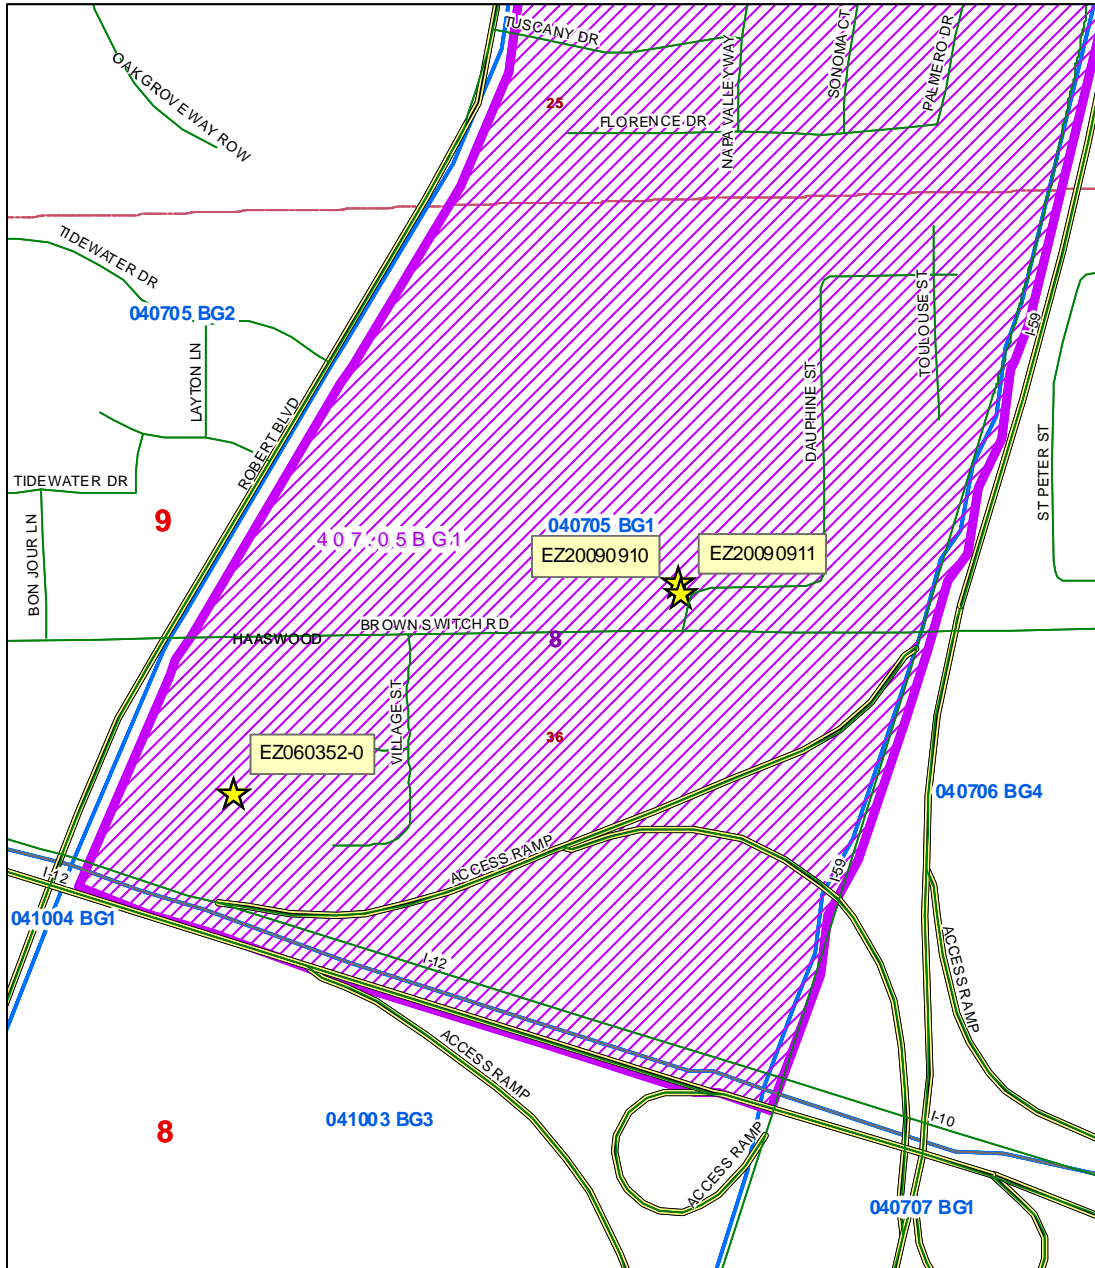 TUSCANY DR
NAPA VALLEY WAY
SONOMA CT
PALMERO DR
OAK GROVE WAY ROW
25
FLORENCE DR
TIDEWATER DR
040705 BG2
LAYTON LN
ROBERT BLVD
TOULOUSE ST
I-59
DAUPHINE ST
ST PETER ST
TIDEWATER DR
BON JOUR LN
9
407.05 BG1
040705 BG1
EZ20090910
EZ20090911
HAASWOOD
BROWN SWITCH RD
8
VILLAGE ST
36
EZ060352-0
040706 BG4
ACCESS RAMP
I-59
I-12
041004 BG1
I-12
ACCESS RAMP
ACCESS RAMP
8
041003 BG3
ACCESS RAMP
I-10
040707 BG1